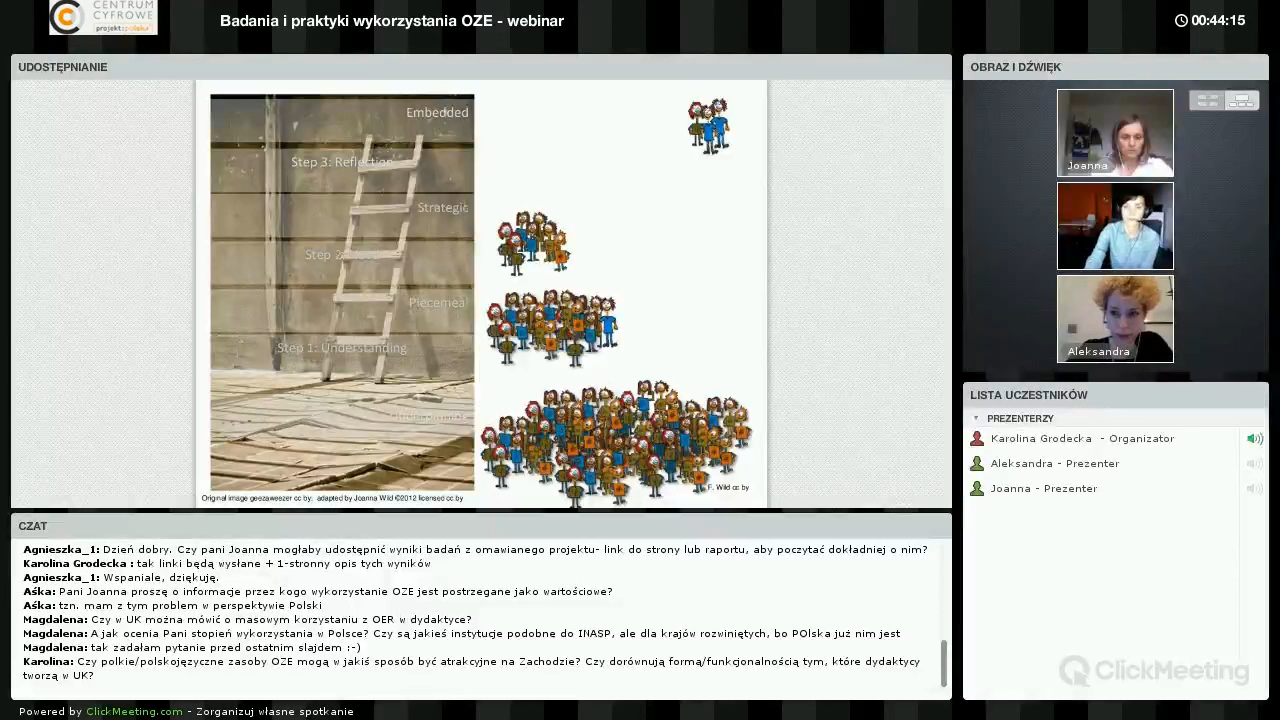 CENTRUM
CYFROWE
projekt: polska
Badania i praktyki wykorzystania OZE - webinar
00:44:15
UDOSTĘPNIANIE
Embedded
Step 3: Reflection
Strategic
Step 2:
Piecemeal
Step 1: Understanding
Original image geezaweezer cc by: adapted by Joanna Wild ©2012 licensed cc by
F. Wild cc by
OBRAZ I DŹWIĘK
Joanna
Aleksandra
LISTA UCZESTNIKÓW
PREZENTERZY
Karolina Grodecka - Organizator
Aleksandra - Prezenter
Joanna - Prezenter
CZAT
Agnieszka_1: Dzień dobry. Czy pani Joanna mogłaby udostępnić wyniki badań z omawianego projektu- link do strony lub raportu, aby poczytać dokładniej o nim?
Karolina Grodecka : tak linki będą wysłane + 1-stronny opis tych wyników
Agnieszka_1: Wspaniale, dziękuję.
Aśka: Pani Joanna proszę o informacje przez kogo wykorzystanie OZE jest postrzegane jako wartościowe?
Aśka: tzn. mam z tym problem w perspektywie Polski
Magdalena: Czy w UK można mówić o masowym korzystaniu z OER w dydaktyce?
Magdalena: A jak ocenia Pani stopień wykorzystania w Polsce? Czy są jakieś instytucje podobne do INASP, ale dla krajów rozwiniętych, bo POlska już nim jest
Magdalena: tak zadałam pytanie przed ostatnim slajdem :-)
Karolina: Czy polkie/polskojęzyczne zasoby OZE mogą w jakiś sposób być atrakcyjne na Zachodzie? Czy dorównują formą/funkcjonalnością tym, które dydaktycy
tworzą w UK?
ClickMeeting
Powered by ClickMeeting.com - Zorganizuj własne spotkanie